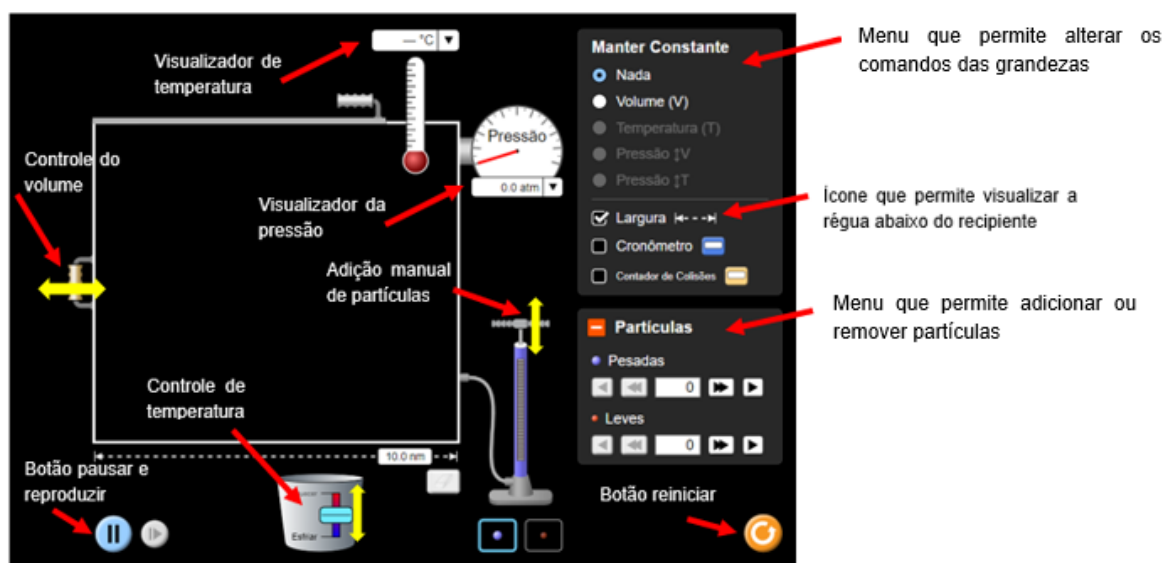 — °C
Visualizador de
temperatura
Controle do
volume
Pressão
0.0 atm
Visualizador da
pressão
Adição manual
de partículas
Controle de
temperatura
10.0 nm
Botão pausar e
reproduzir
Esfriar
Manter Constante
Nada
Volume (V)
Temperatura (T)
Pressão ↕V
Pressão ↕T
Largura
Cronômetro
Contador de Colisões
Partículas
Pesadas
0
Leves
0
Botão reiniciar
Menu que permite alterar os
comandos das grandezas
Ícone que permite visualizar a
régua abaixo do recipiente
Menu que permite adicionar ou
remover partículas